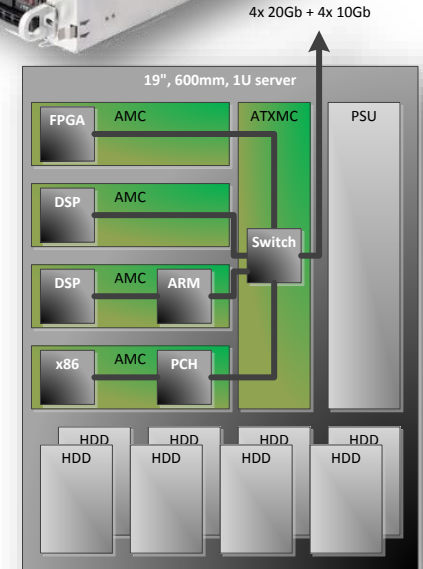 4x 20Gb + 4x 10Gb
19", 600mm, 1U server
FPGA AMC ATXMC PSU
DSP AMC
Switch
DSP AMC ARM
x86 AMC PCH
HDD HDD HDD HDD
HDD HDD HDD HDD